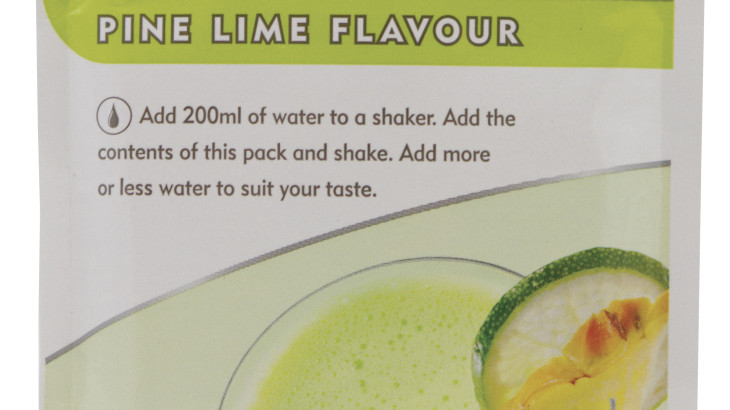 PINE LIME FLAVOUR
Add 200ml of water to a shaker. Add the
contents of this pack and shake. Add more
or less water to suit your taste.